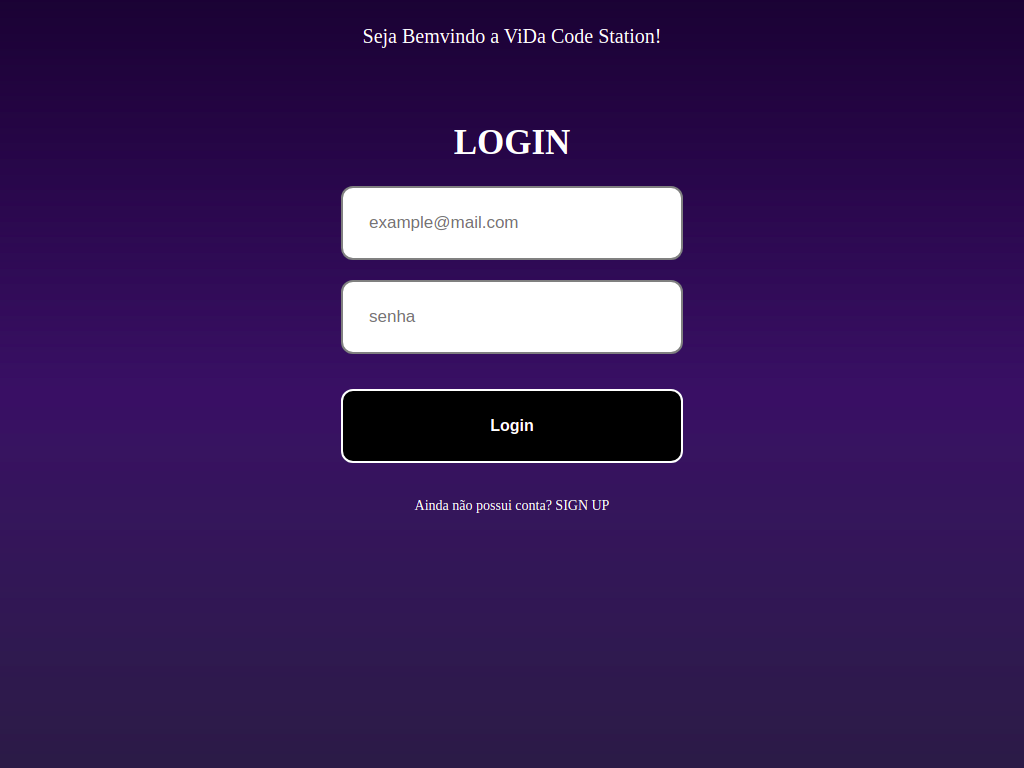 Seja Bemvindo a ViDa Code Station!
LOGIN
example@mail.com
senha
Login
Ainda não possui conta? SIGN UP